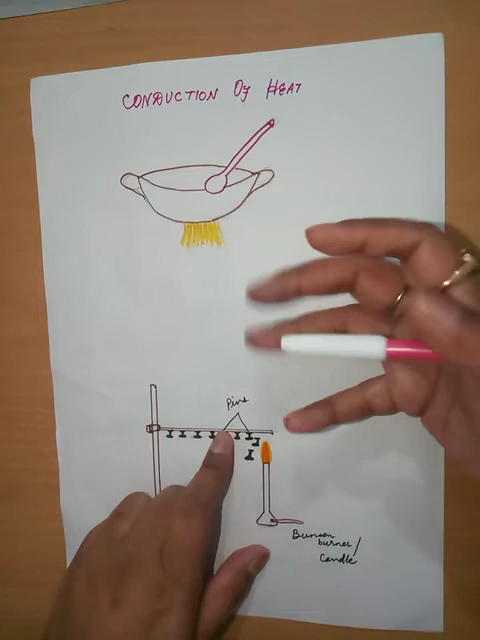 CONDUCTION Of HEAT
Pins
Bunsen
burner/
Candle